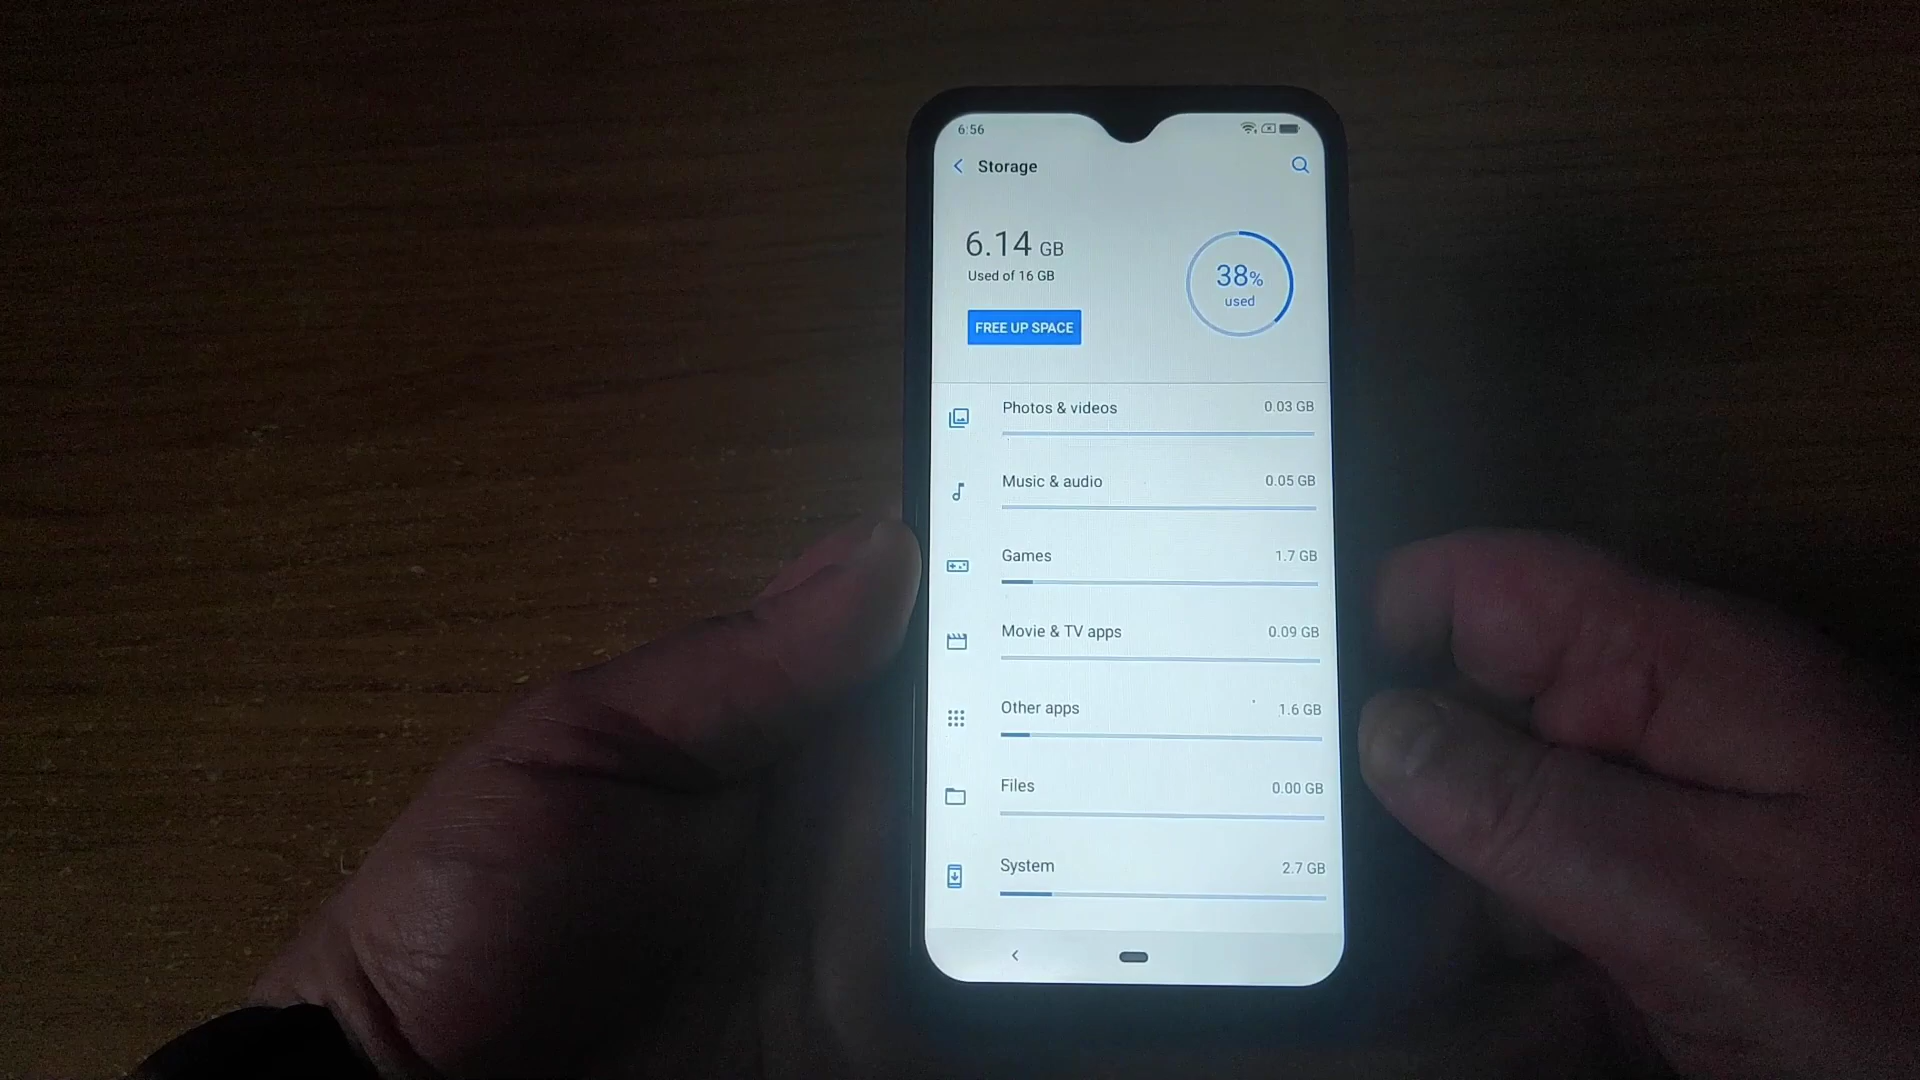 6:56
Storage
6.14 GB
Used of 16 GB
38%
used
FREE UP SPACE
Photos & videos 0.03 GB
Music & audio 0.05 GB
Games 1.7 GB
Movie & TV apps 0.09 GB
Other apps 1.6 GB
Files 0.00 GB
System 2.7 GB